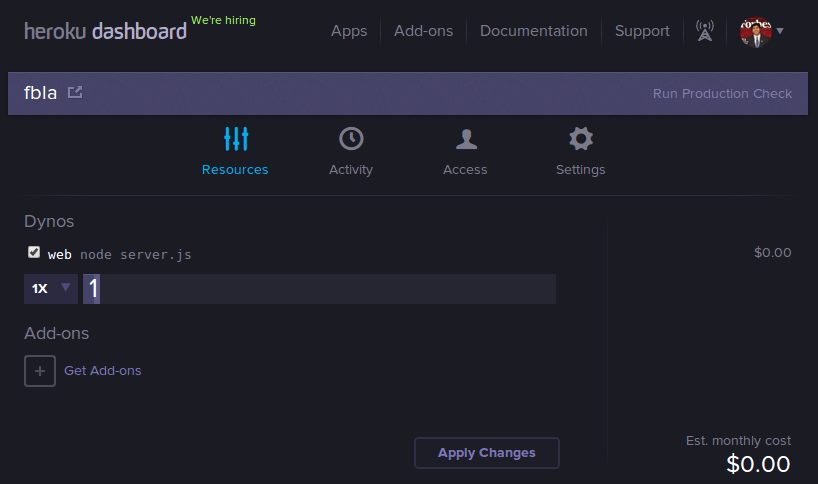 heroku dashboard We're hiring Apps Add-ons Documentation Support
Forbes
fbla Run Production Check
Resources Activity Access Settings
Dynos
web node server.js $0.00
1X 1
Add-ons
+ Get Add-ons
Est. monthly cost
Apply Changes $0.00